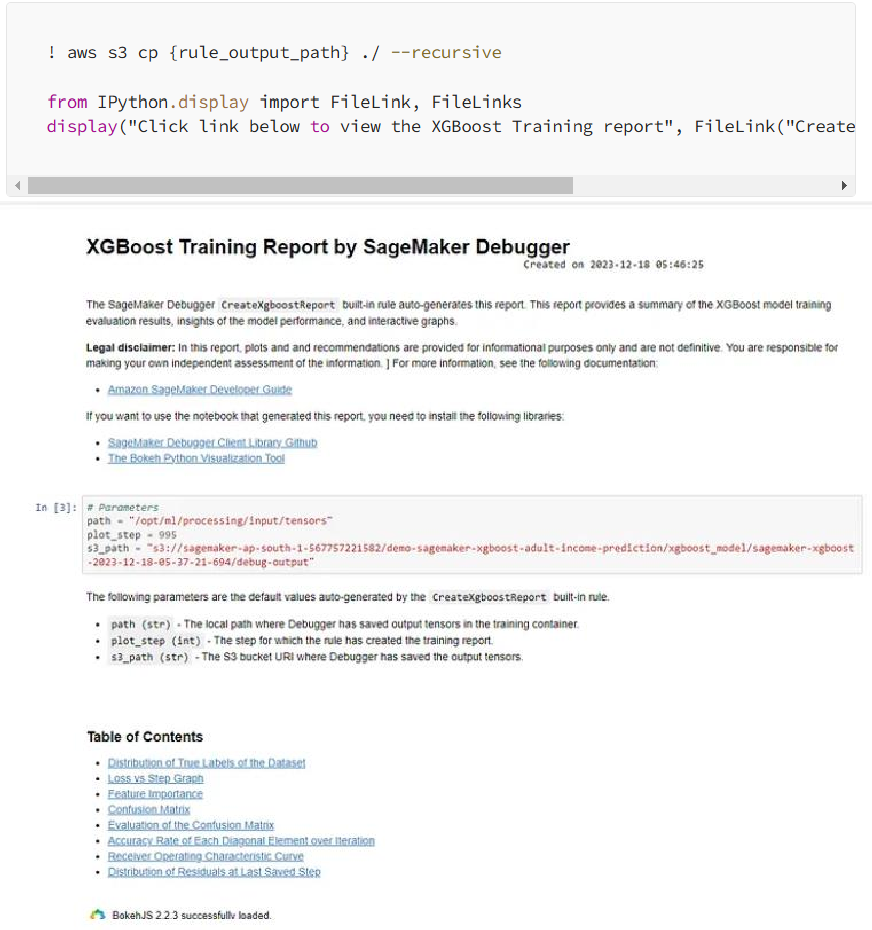 ! aws s3 cp {rule_output_path} ./ --recursive
from IPython.display import FileLink, FileLinks
display("Click link below to view the XGBoost Training report", FileLink("Create
XGBoost Training Report by SageMaker Debugger
Created on 2023-12-18 05:46:25
The SageMaker Debugger CreateXgboostReport built-in rule auto-generates this report. This report provides a summary of the XGBoost model training
evaluation results, insights of the model performance, and interactive graphs.
Legal disclaimer: In this report, plots and and recommendations are provided for informational purposes only and are not definitive. You are responsible for
making your own independent assessment of the information. ] For more information, see the following documentation:
• Amazon SageMaker Developer Guide
If you want to use the notebook that generated this report, you need to install the following libraries:
• SageMaker Debugger Client Library Github
• The Bokeh Python Visualization Tool
In [3]: # Parameters
path = "/opt/ml/processing/input/tensors"
plot_step = 995
s3_path = "s3://sagemaker-ap-south-1-567757221582/demo-sagemaker-xgboost-adult-income-prediction/xgboost_model/sagemaker-xgboost
-2023-12-18-05-37-21-694/debug-output"
The following parameters are the default values auto-generated by the CreateXgboostReport built-in rule.
• path (str) - The local path where Debugger has saved output tensors in the training container.
• plot_step (int) - The step for which the rule has created the training report.
• s3_path (str) - The S3 bucket URI where Debugger has saved the output tensors.
Table of Contents
• Distribution of True Labels of the Dataset
• Loss vs Step Graph
• Feature Importance
• Confusion Matrix
• Evaluation of the Confusion Matrix
• Accuracy Rate of Each Diagonal Element over Iteration
• Receiver Operating Characteristic Curve
• Distribution of Residuals at Last Saved Step
BokehJS 2.2.3 successfully loaded.